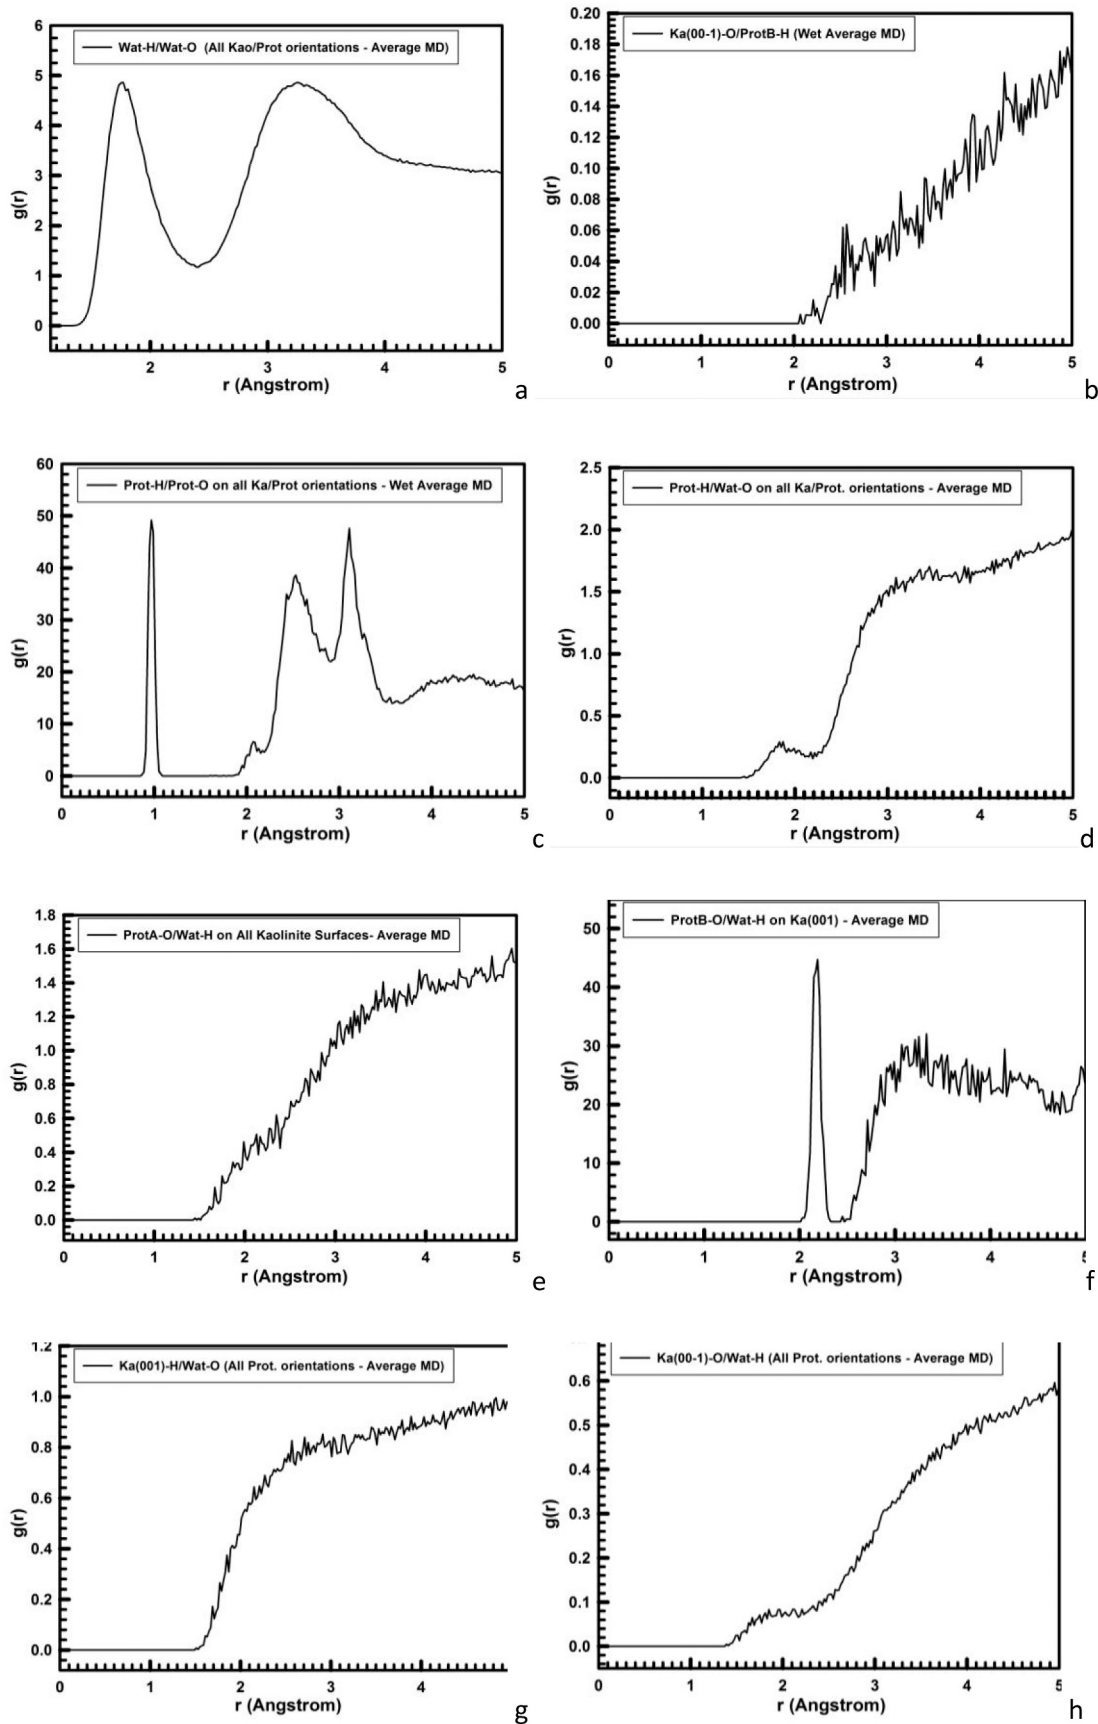 Wat-H/Wat-O (All Kao/Prot orientations - Average MD)
g(r)
6
5
4
3
2
1
0
2 3 4 5
r (Angstrom)
a
Ka(00-1)-O/ProtB-H (Wet Average MD)
g(r)
0.20
0.18
0.16
0.14
0.12
0.10
0.08
0.06
0.04
0.02
0.00
0 1 2 3 4 5
r (Angstrom)
b
Prot-H/Prot-O on all Ka/Prot orientations - Wet Average MD
g(r)
60
50
40
30
20
10
0
0 1 2 3 4 5
r (Angstrom)
c
Prot-H/Wat-O on all Ka/Prot. orientations - Average MD
g(r)
2.5
2.0
1.5
1.0
0.5
0.0
0 1 2 3 4 5
r (Angstrom)
d
ProtA-O/Wat-H on All Kaolinite Surfaces- Average MD
g(r)
1.8
1.6
1.4
1.2
1.0
0.8
0.6
0.4
0.2
0.0
0 1 2 3 4 5
r (Angstrom)
e
ProtB-O/Wat-H on Ka(001) - Average MD
g(r)
50
40
30
20
10
0
0 1 2 3 4 5
r (Angstrom)
f
Ka(001)-H/Wat-O (All Prot. orientations - Average MD)
g(r)
1.2
1.0
0.8
0.6
0.4
0.2
0.0
0 1 2 3 4
r (Angstrom)
g
Ka(00-1)-O/Wat-H (All Prot. orientations - Average MD)
g(r)
0.6
0.5
0.4
0.3
0.2
0.1
0.0
0 1 2 3 4 5
r (Angstrom)
h